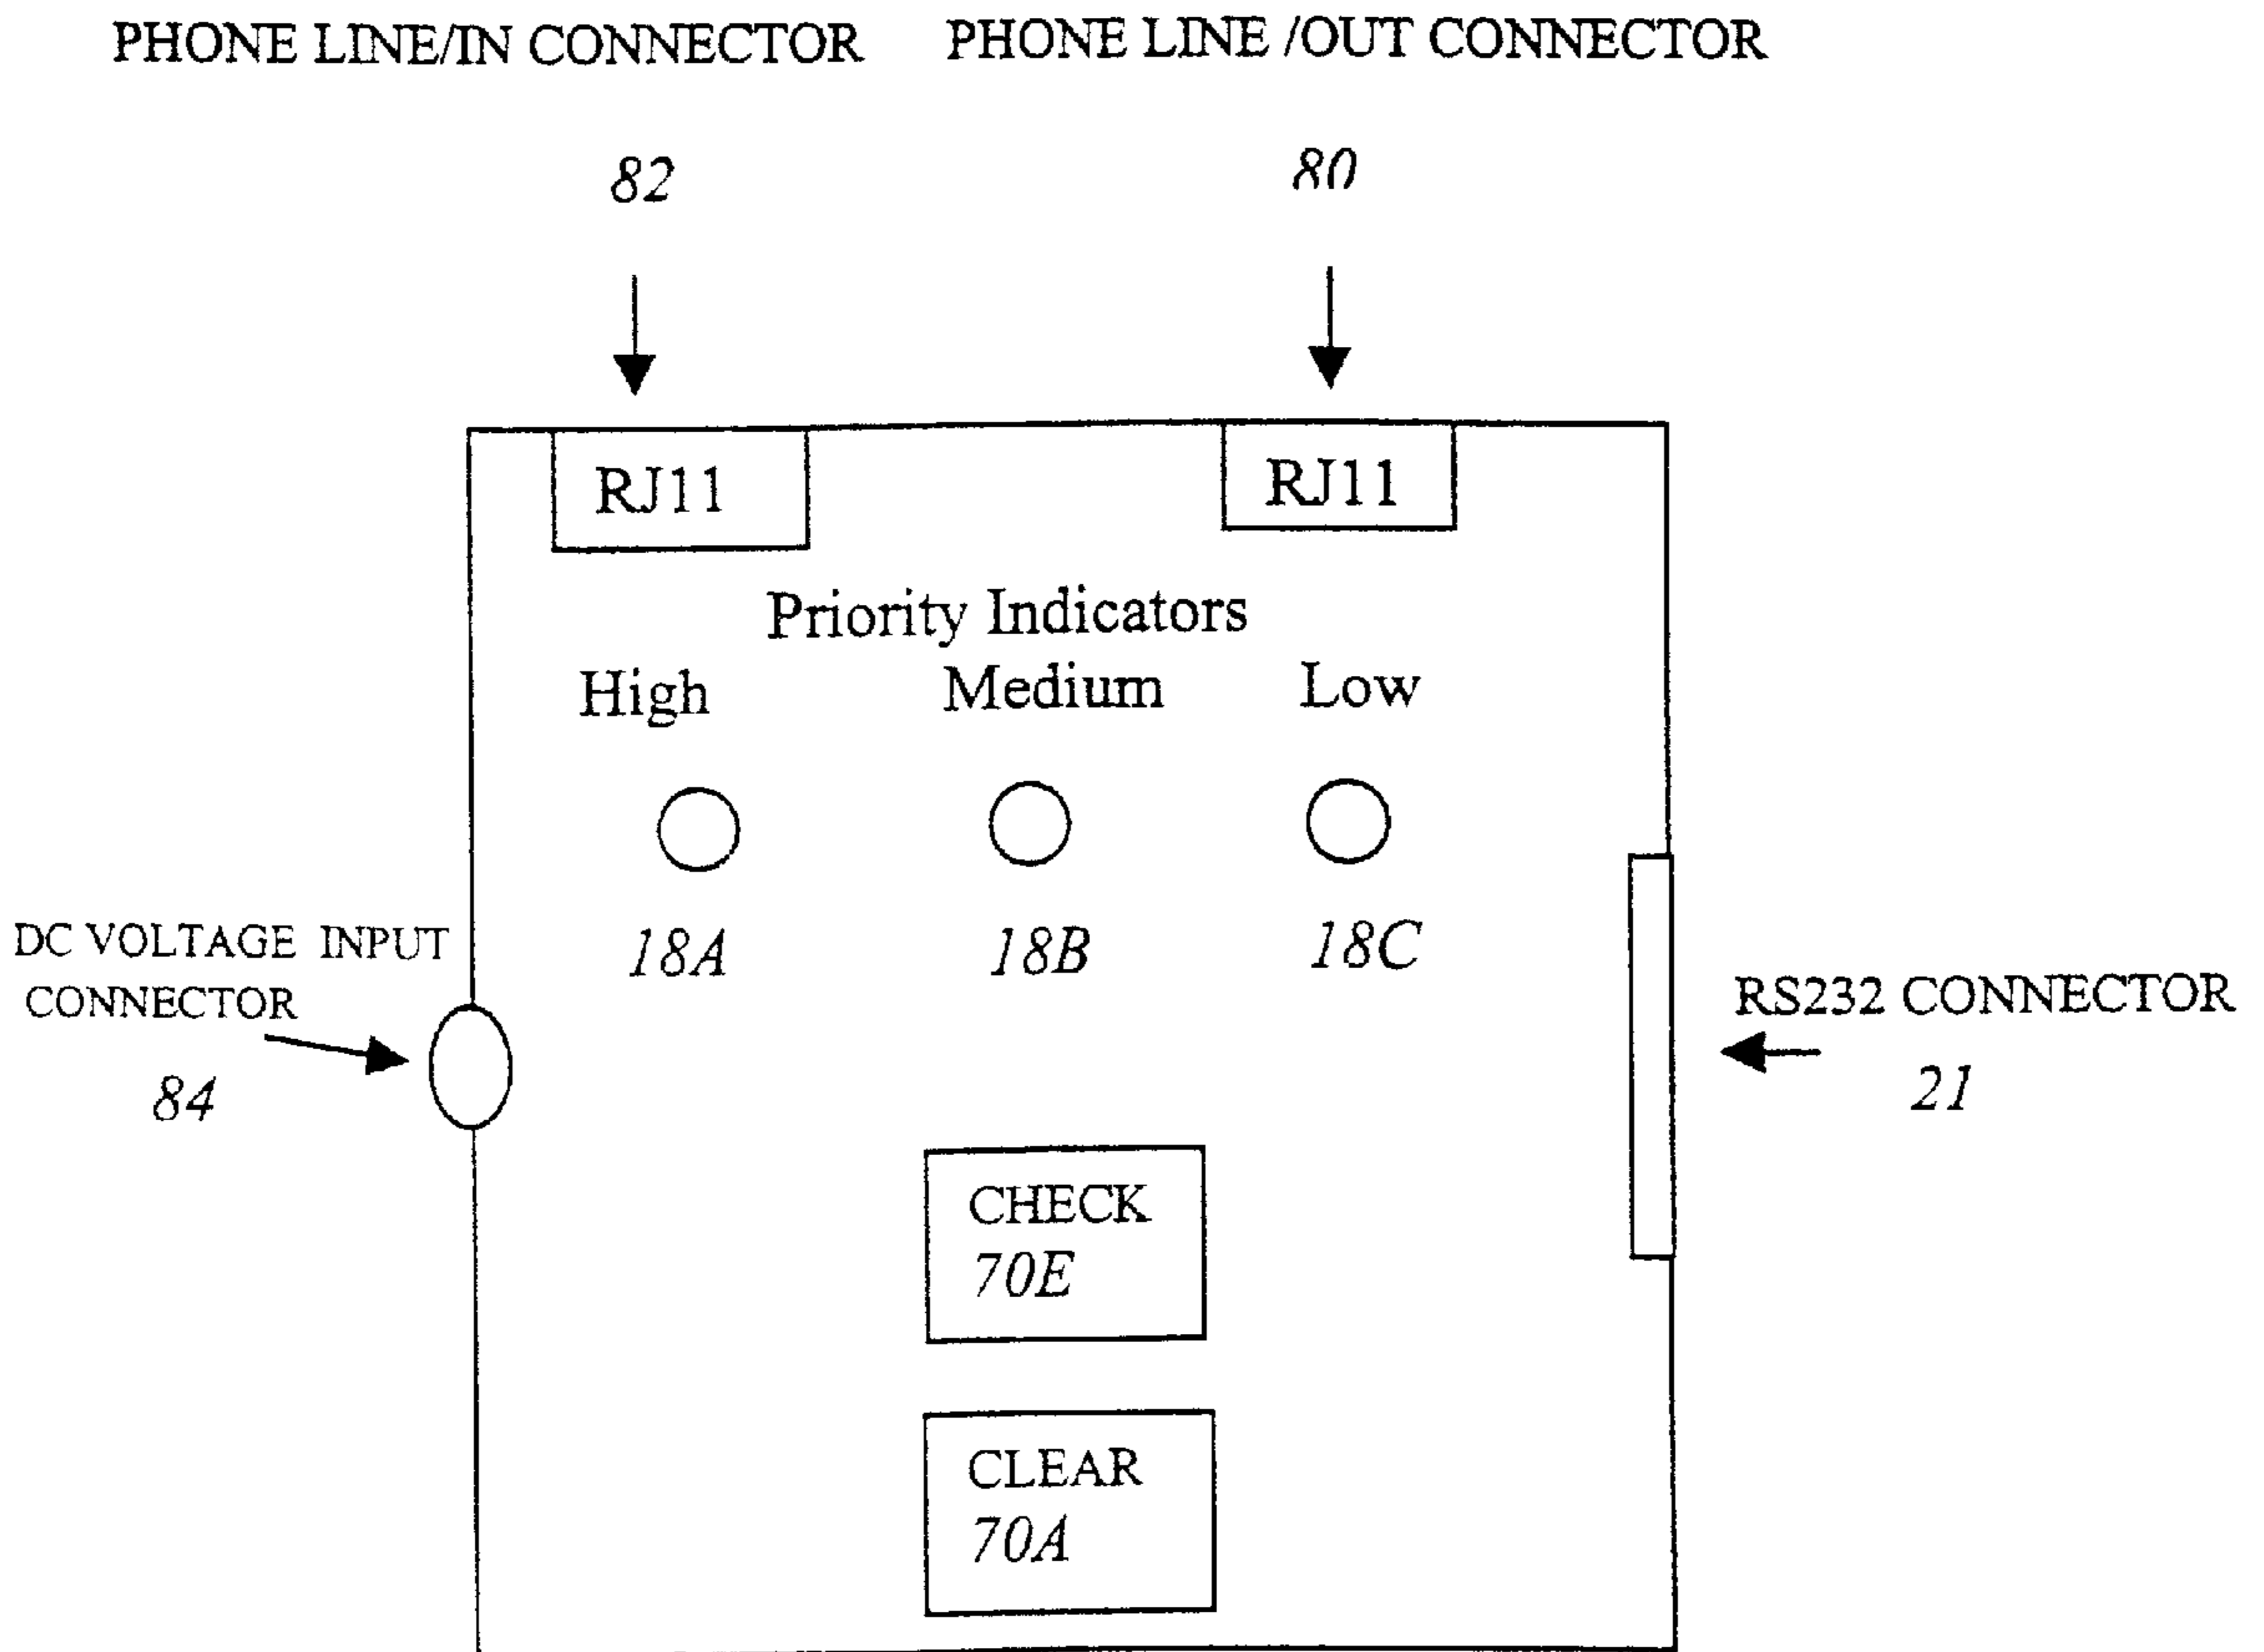 PHONE LINE/IN CONNECTOR
PHONE LINE /OUT CONNECTOR
82
80
RJ11
RJ11
Priority Indicators
High
Medium
Low
18A
18B
18C
DC VOLTAGE INPUT
CONNECTOR
84
RS232 CONNECTOR
21
CHECK
70E
CLEAR
70A